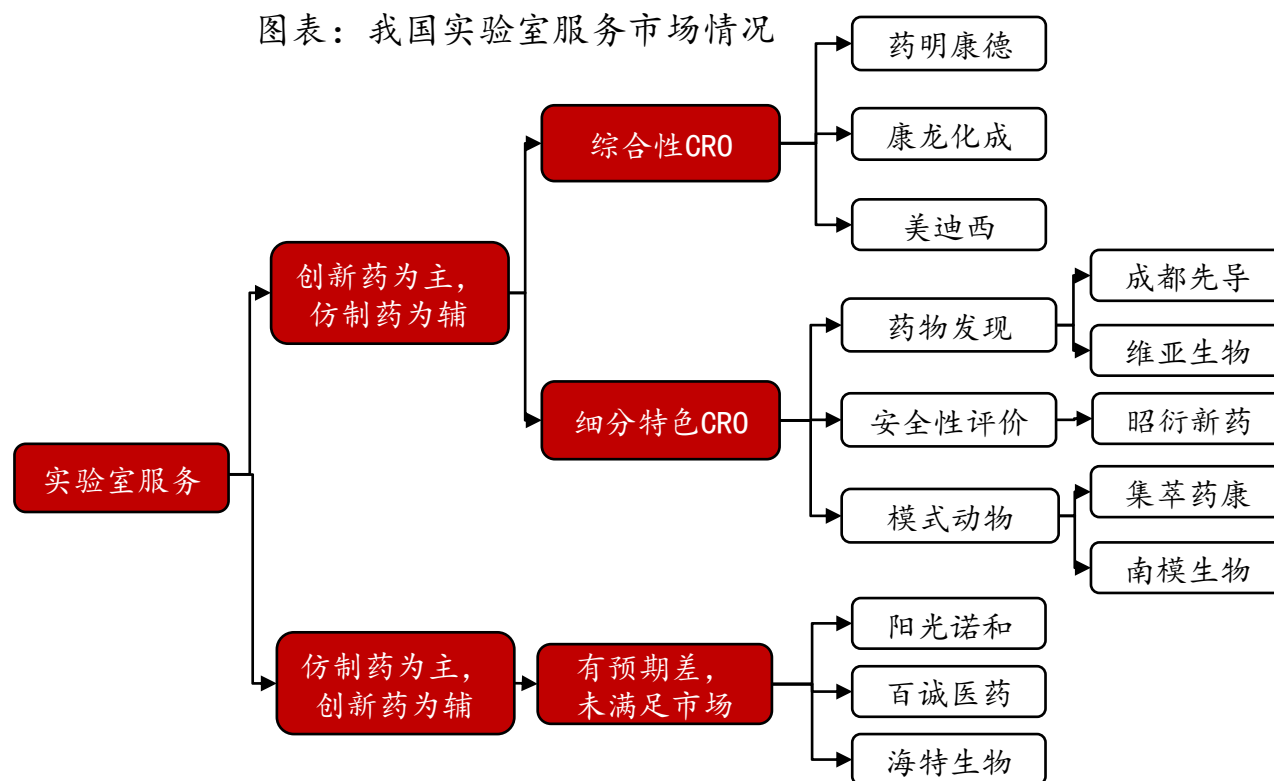 图表：我国实验室服务市场情况
药明康德
综合性CRO
康龙化成
美迪西
创新药为主，
仿制药为辅
成都先导
药物发现
维亚生物
细分特色CRO
安全性评价
昭衍新药
实验室服务
集萃药康
模式动物
南模生物
阳光诺和
仿制药为主，
创新药为辅
有预期差，
未满足市场
百诚医药
海特生物